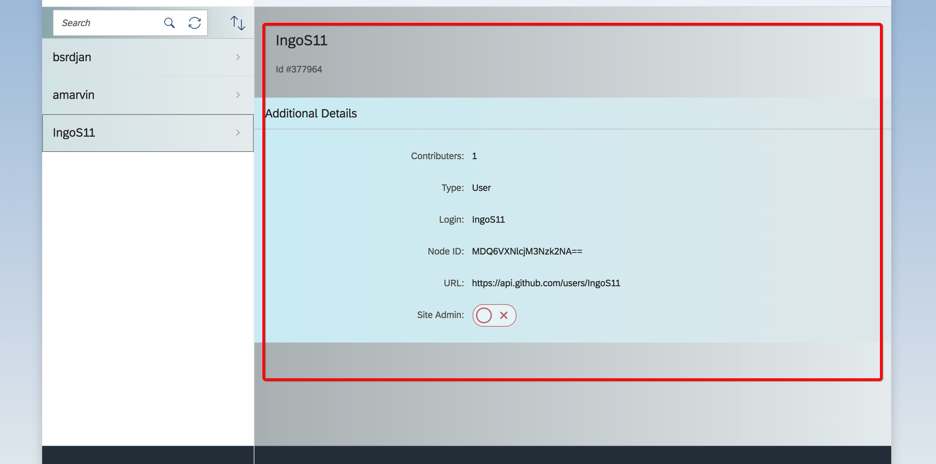 Search
bsrdjan
amarvin
IngoS11
IngoS11
Id #377964
Additional Details
Contributers: 1
Type: User
Login: IngoS11
Node ID: MDQ6VXNlcjM3Nzk2NA==
URL: https://api.github.com/users/IngoS11
Site Admin: